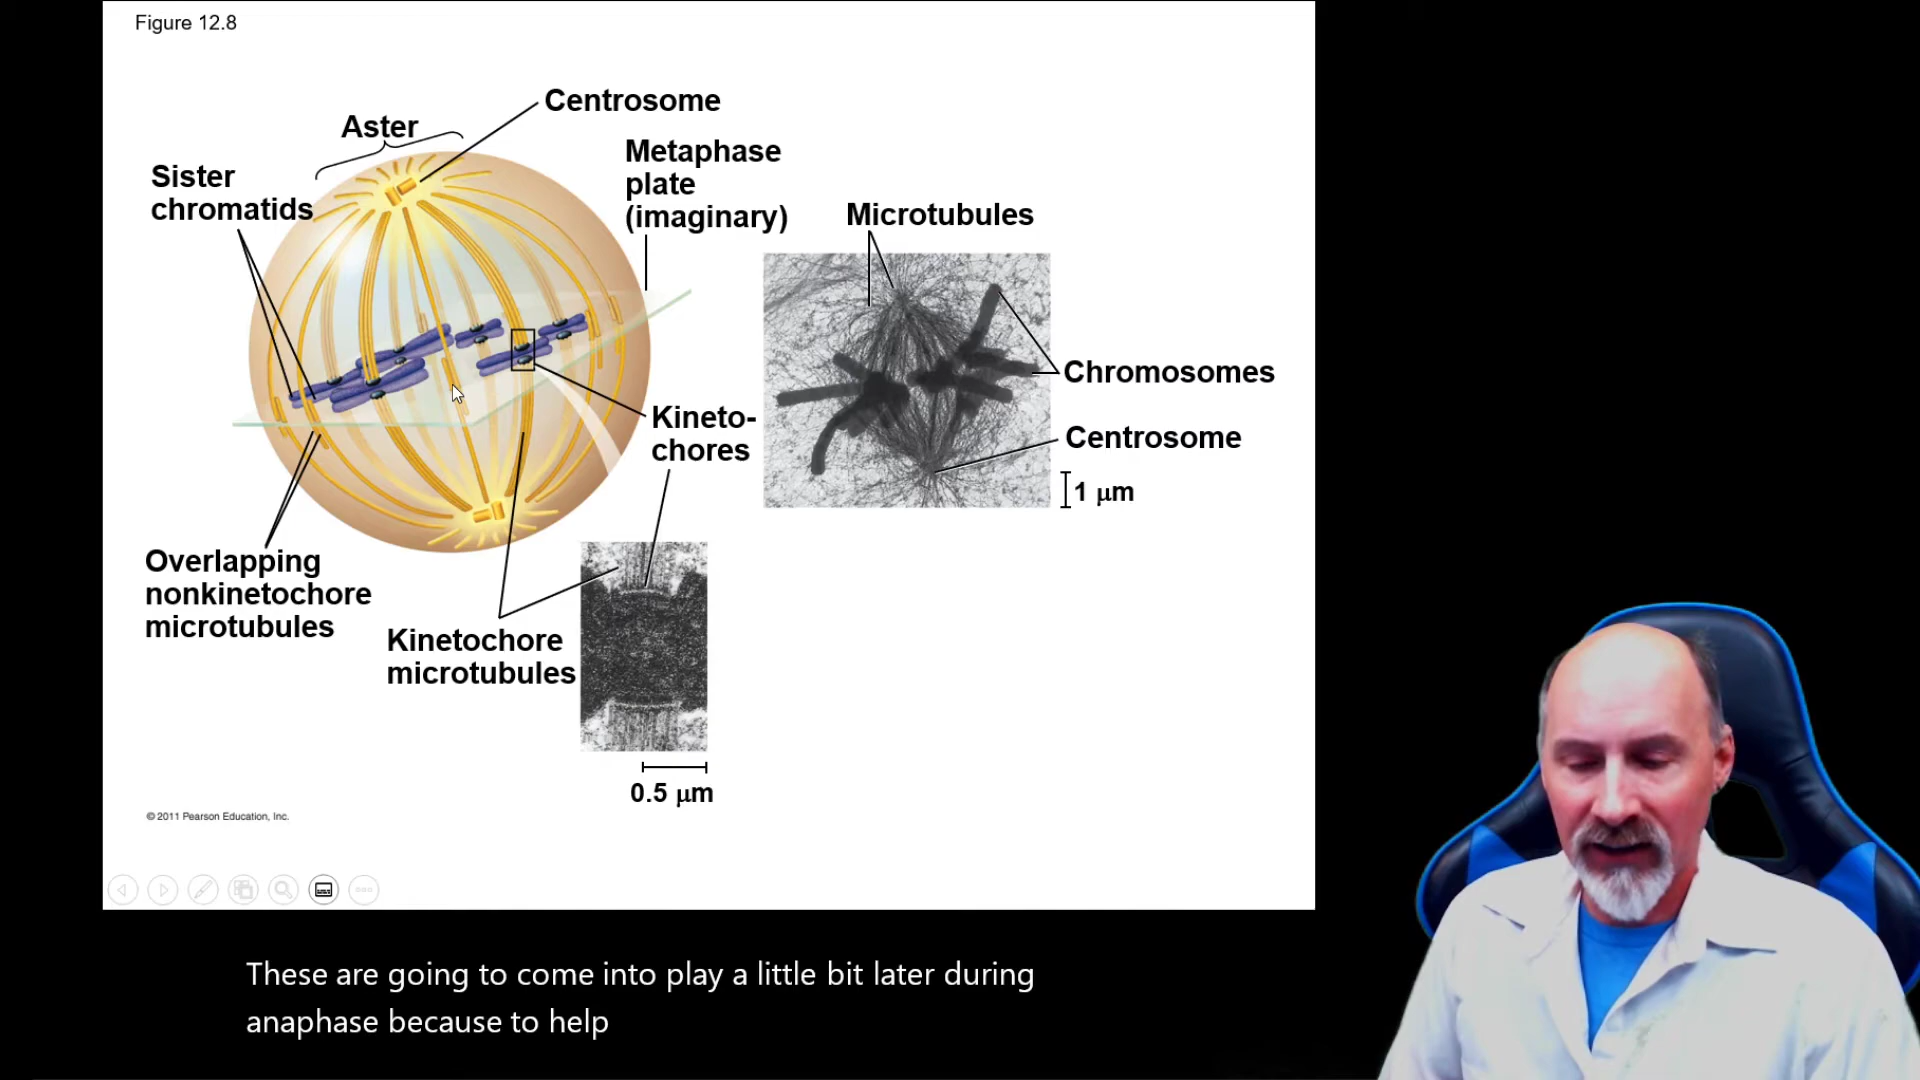 Figure 12.8
Centrosome
Aster
Metaphase
plate
(imaginary)
Sister
chromatids
Microtubules
Chromosomes
Kineto-
chores
Centrosome
1 μm
Overlapping
nonkinetochore
microtubules
Kinetochore
microtubules
0.5 μm
© 2011 Pearson Education, Inc.
These are going to come into play a little bit later during
anaphase because to help